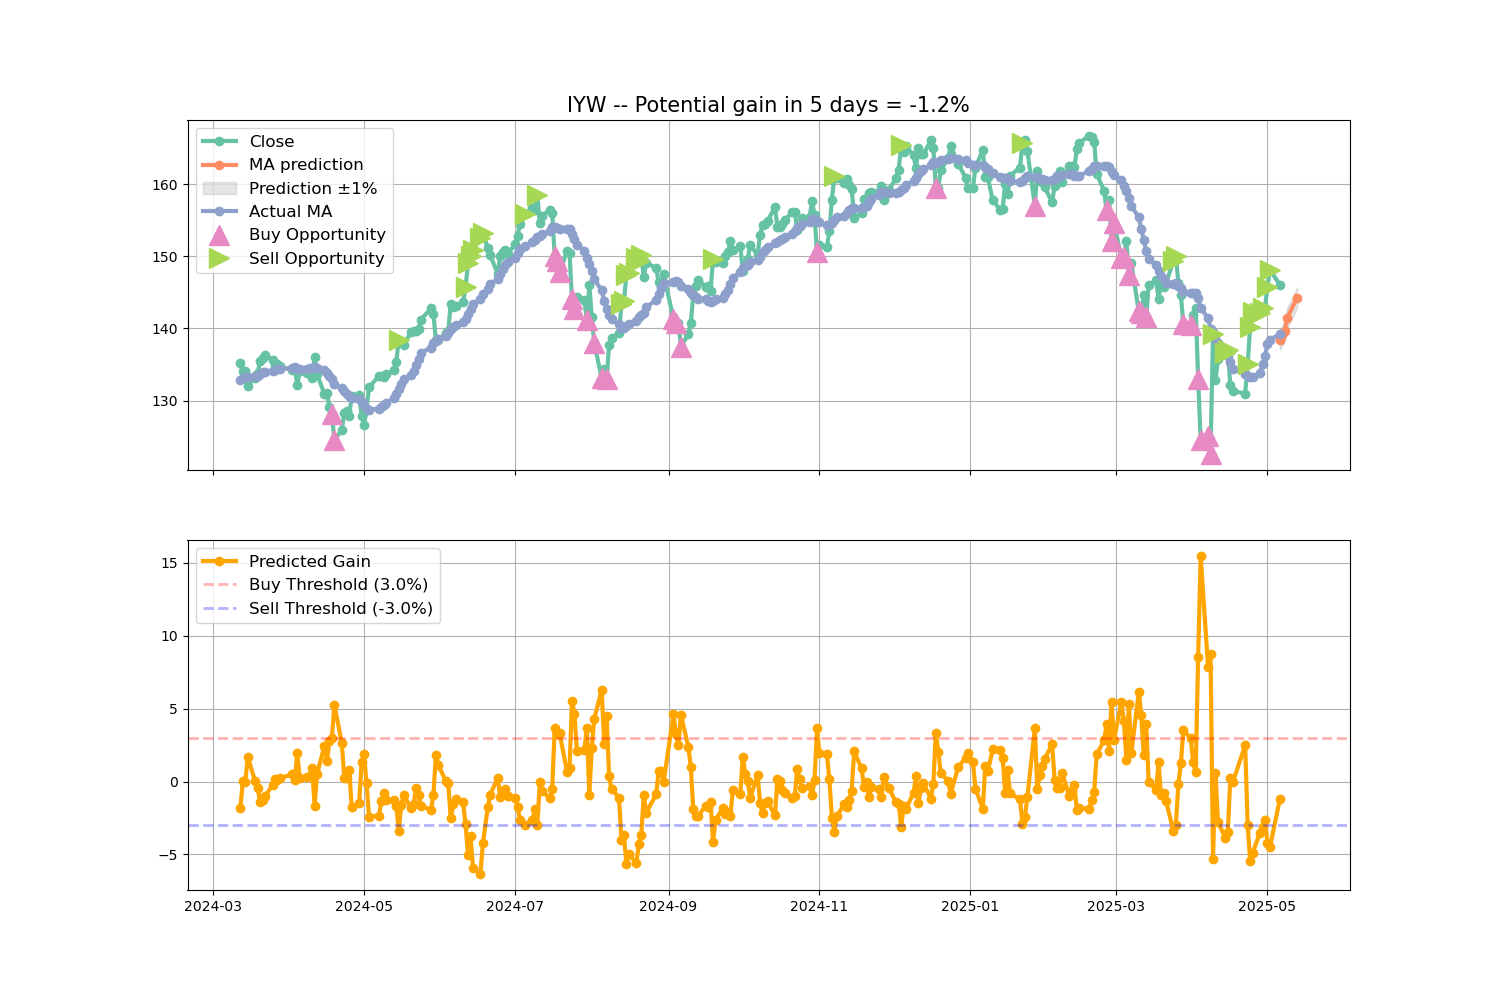 IYW -- Potential gain in 5 days = -1.2%
Close
MA prediction
Prediction ±1%
Actual MA
Buy Opportunity
Sell Opportunity
160
150
140
130
Predicted Gain
Buy Threshold (3.0%)
Sell Threshold (-3.0%)
15
10
5
0
−5
2024-03 2024-05 2024-07 2024-09 2024-11 2025-01 2025-03 2025-05